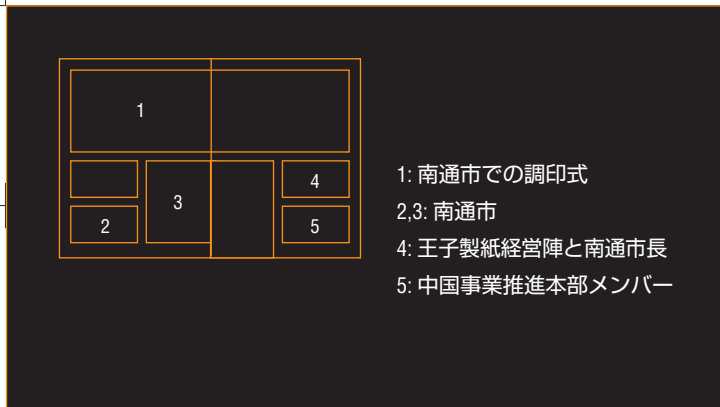 1
3
4
2
5
1: 南通市での調印式
2,3: 南通市
4: 王子製紙経営陣と南通市長
5: 中国事業推進本部メンバー